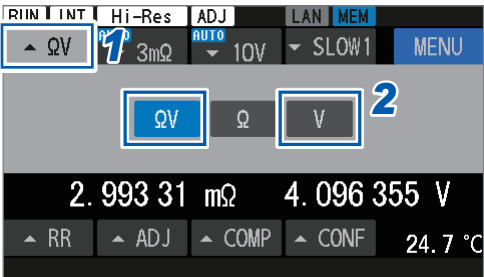 RUN INT Hi-Res ADJ LAN MEM
ΩV 1 AUTO 3mΩ AUTO 10V SLOW1 MENU
ΩV Ω V 2
2.993 31 mΩ 4.096 355 V
RR ADJ COMP CONF 24.7 °C